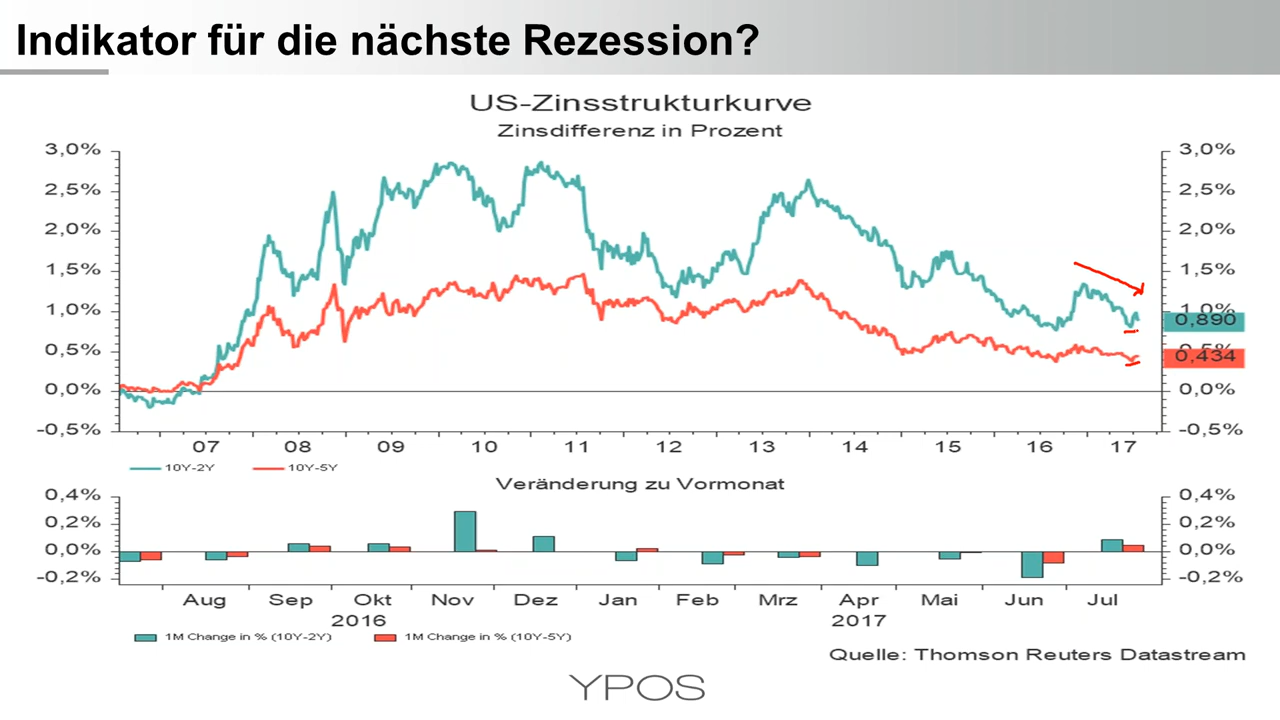 Indikator für die nächste Rezession?
US-Zinsstrukturkurve
Zinsdifferenz in Prozent
3,0% 3,0%
2,5% 2,5%
2,0% 2,0%
1,5% 1,5%
1,0% 1,0%
0,890
0,5% 0,5%
0,434
0,0% 0,0%
-0,5% -0,5%
07 08 09 10 11 12 13 14 15 16 17
10Y-2Y 10Y-5Y
Veränderung zu Vormonat
0,4% 0,4%
0,2% 0,2%
0,0% 0,0%
-0,2% -0,2%
Aug Sep Okt Nov Dez Jan Feb Mrz Apr Mai Jun Jul
2016 2017
1M Change in % (10Y-2Y) 1M Change in % (10Y-5Y)
Quelle: Thomson Reuters Datastream
YPOS